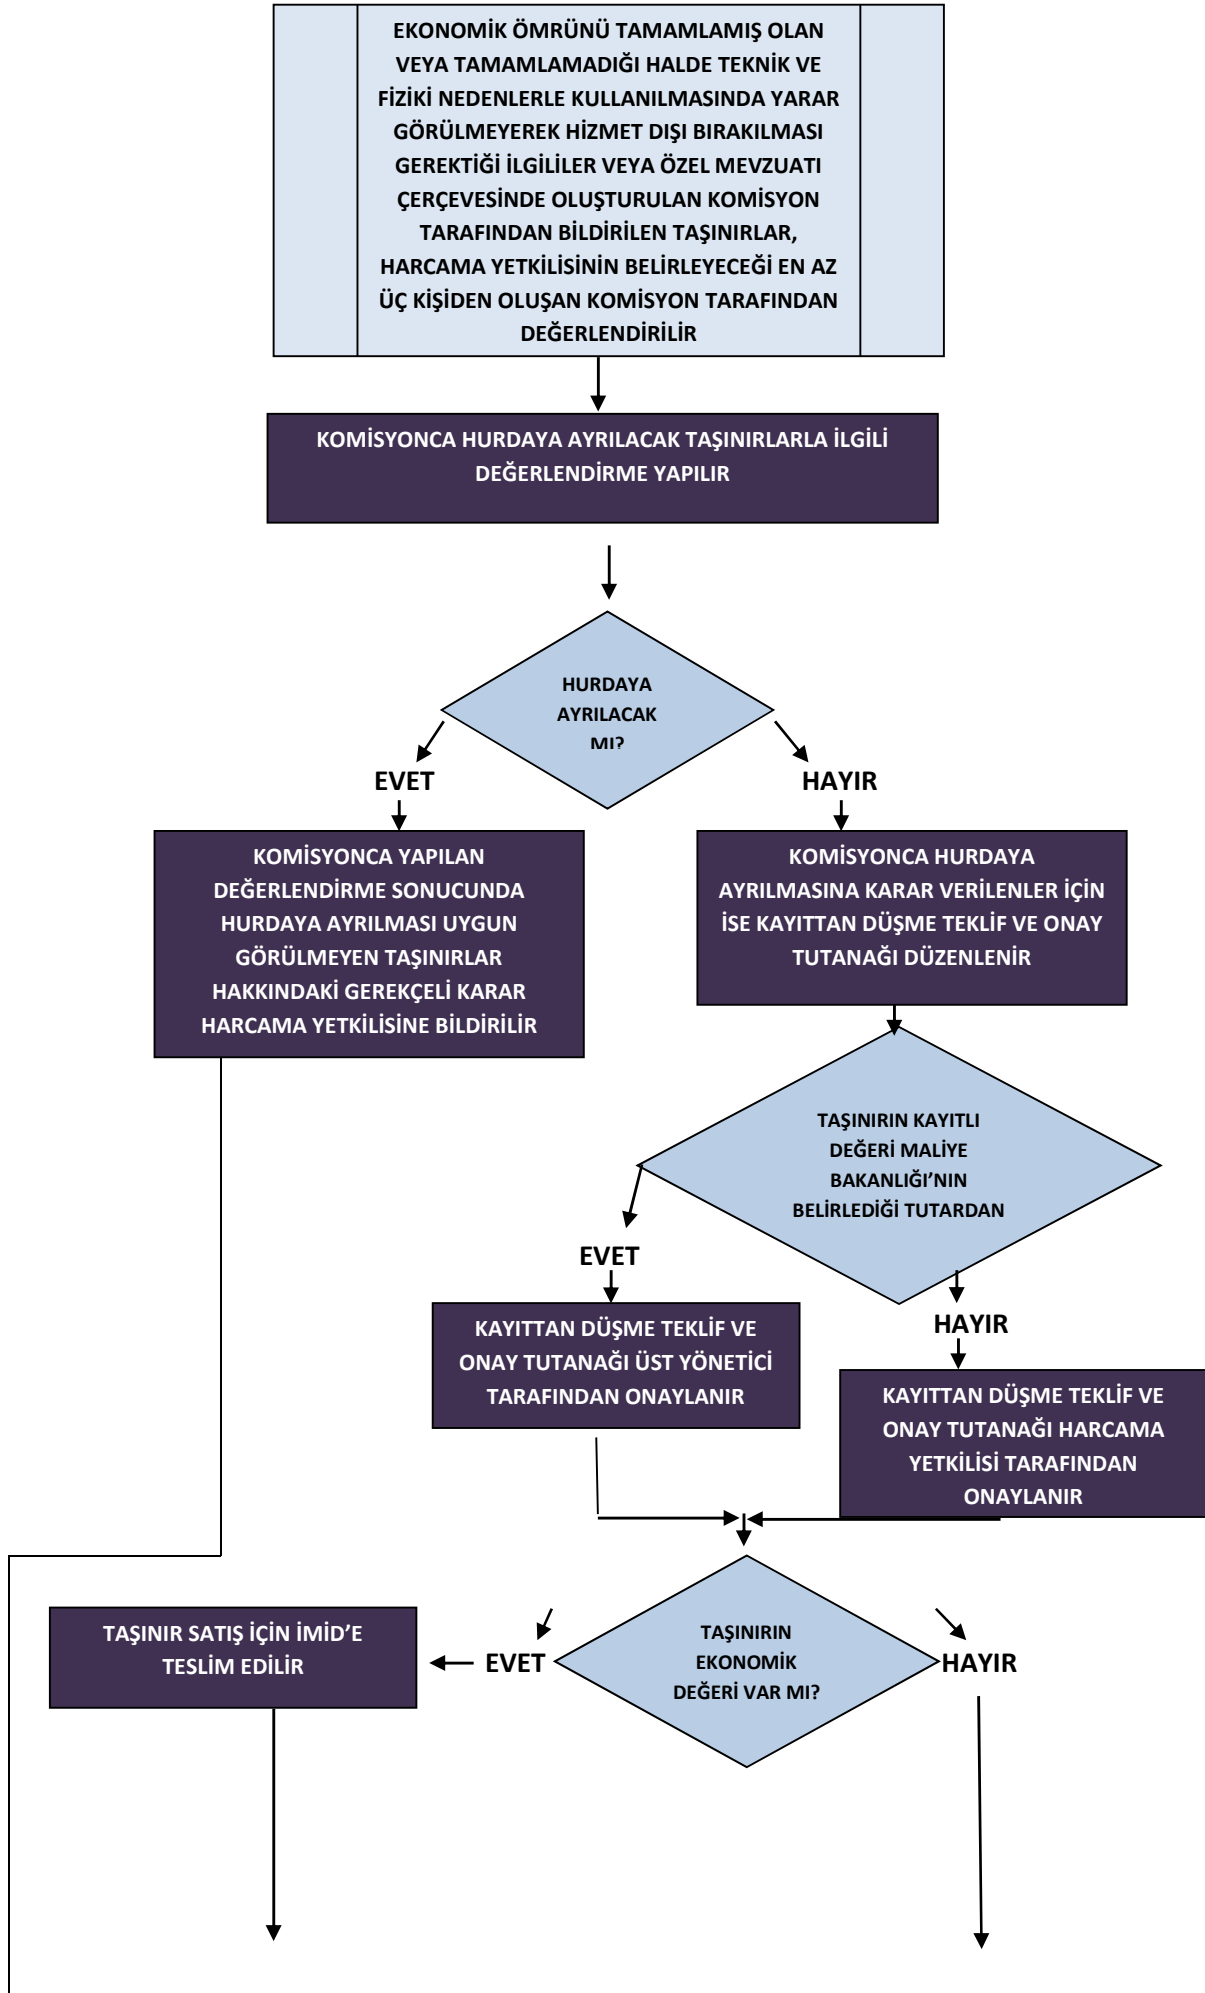 EKONOMİK ÖMRÜNÜ TAMAMLAMIŞ OLAN
VEYA TAMAMLAMADIĞI HALDE TEKNİK VE
FİZİKİ NEDENLERLE KULLANILMASINDA YARAR
GÖRÜLMEYEREK HİZMET DIŞI BIRAKILMASI
GEREKTİĞİ İLGİLİLER VEYA ÖZEL MEVZUATI
ÇERÇEVESİNDE OLUŞTURULAN KOMİSYON
TARAFINDAN BİLDİRİLEN TAŞINIRLAR,
HARCAMA YETKİLİSİNİN BELİRLEYECEĞİ EN AZ
ÜÇ KİŞİDEN OLUŞAN KOMİSYON TARAFINDAN
DEĞERLENDİRİLİR
KOMİSYONCA HURDAYA AYRILACAK TAŞINIRLARLA İLGİLİ
DEĞERLENDİRME YAPILIR
HURDAYA
AYRILACAK
MI?
EVET
HAYIR
KOMİSYONCA YAPILAN
DEĞERLENDİRME SONUCUNDA
HURDAYA AYRILMASI UYGUN
GÖRÜLMEYEN TAŞINIRLAR
HAKKINDAKİ GEREKÇELİ KARAR
HARCAMA YETKİLİSİNE BİLDİRİLİR
KOMİSYONCA HURDAYA
AYRILMASINA KARAR VERİLENLER İÇİN
İSE KAYITTAN DÜŞME TEKLİF VE ONAY
TUTANAĞI DÜZENLENİR
TAŞINIRIN KAYITLI
DEĞERİ MALİYE
BAKANLIĞI’NIN
BELİRLEDİĞİ TUTARDAN
EVET
HAYIR
KAYITTAN DÜŞME TEKLİF VE
ONAY TUTANAĞI ÜST YÖNETİCİ
TARAFINDAN ONAYLANIR
KAYITTAN DÜŞME TEKLİF VE
ONAY TUTANAĞI HARCAMA
YETKİLİSİ TARAFINDAN
ONAYLANIR
TAŞINIR SATIŞ İÇİN İMİD’E
TESLİM EDİLİR
EVET
TAŞINIRIN
EKONOMİK
DEĞERİ VAR MI?
HAYIR